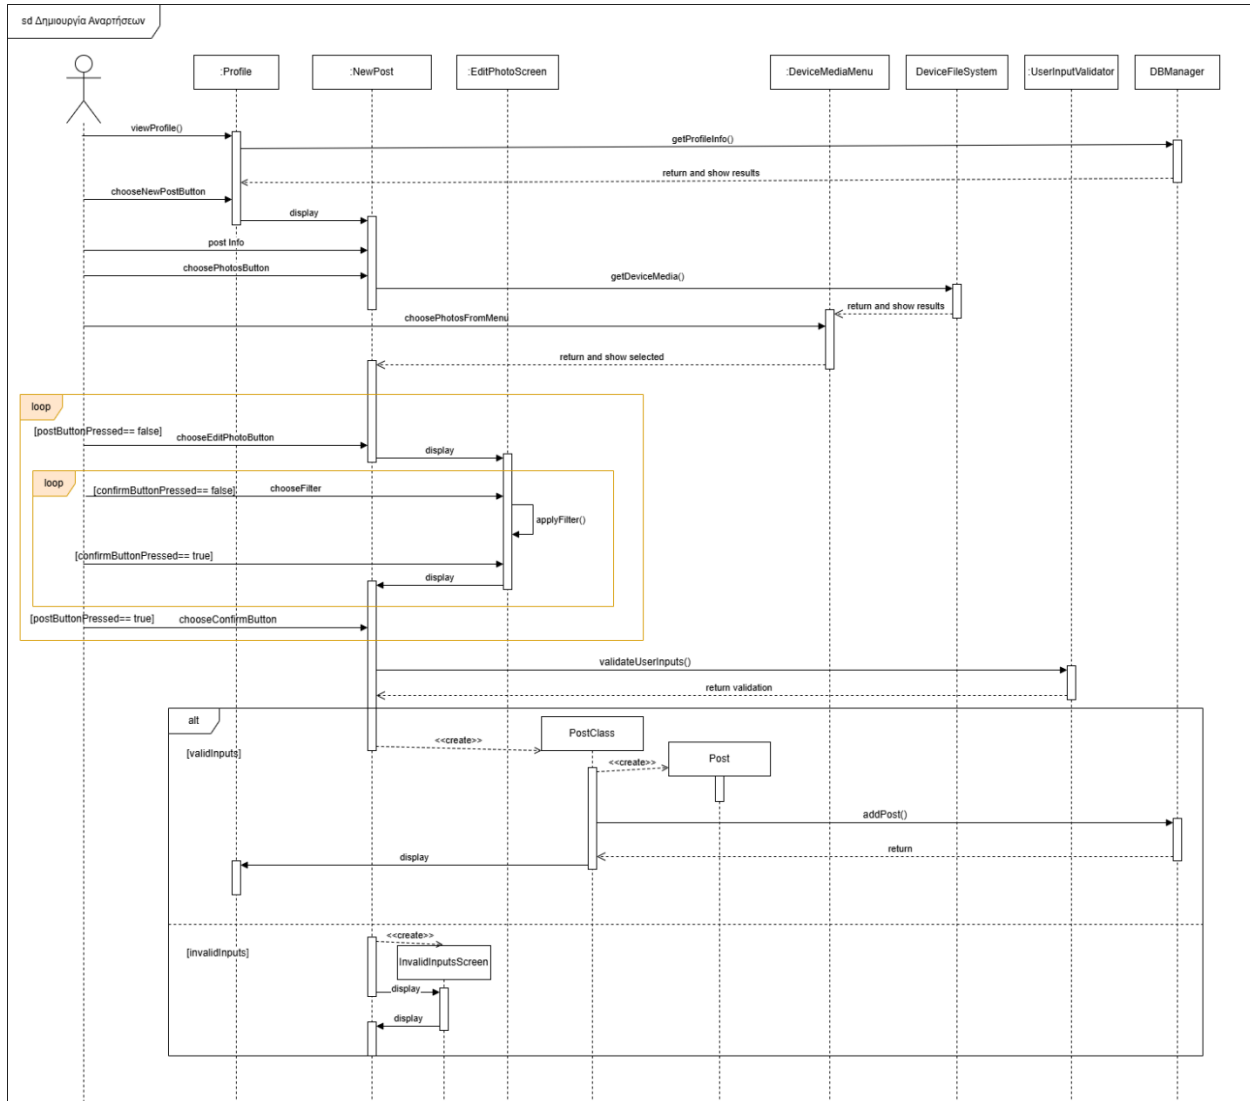 sd Δημιουργία Αναρτήσεων
:Profile
:NewPost
:EditPhotoScreen
:DeviceMediaMenu
DeviceFileSystem
:UserInputValidator
DBManager
viewProfile()
getProfileInfo()
return and show results
chooseNewPostButton
display
post Info
choosePhotosButton
getDeviceMedia()
return and show results
choosePhotosFromMenu
return and show selected
loop
[postButtonPressed== false]
chooseEditPhotoButton
display
loop
[confirmButtonPressed== false]
chooseFilter
applyFilter()
[confirmButtonPressed== true]
display
[postButtonPressed== true]
chooseConfirmButton
validateUserInputs()
return validation
alt
[validInputs]
<<create>>
PostClass
<<create>>
Post
addPost()
return
display
[invalidInputs]
<<create>>
InvalidInputsScreen
display
display